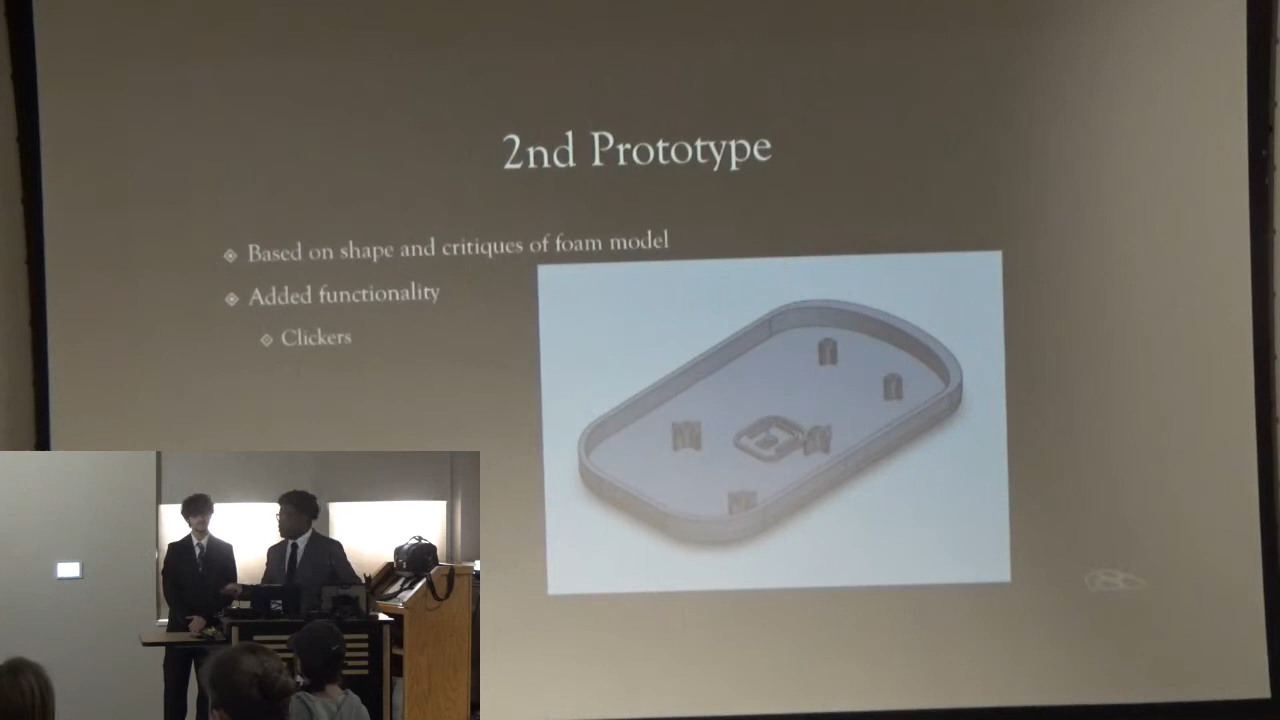 2nd Prototype
Based on shape and critiques of foam model
Added functionality
Clickers